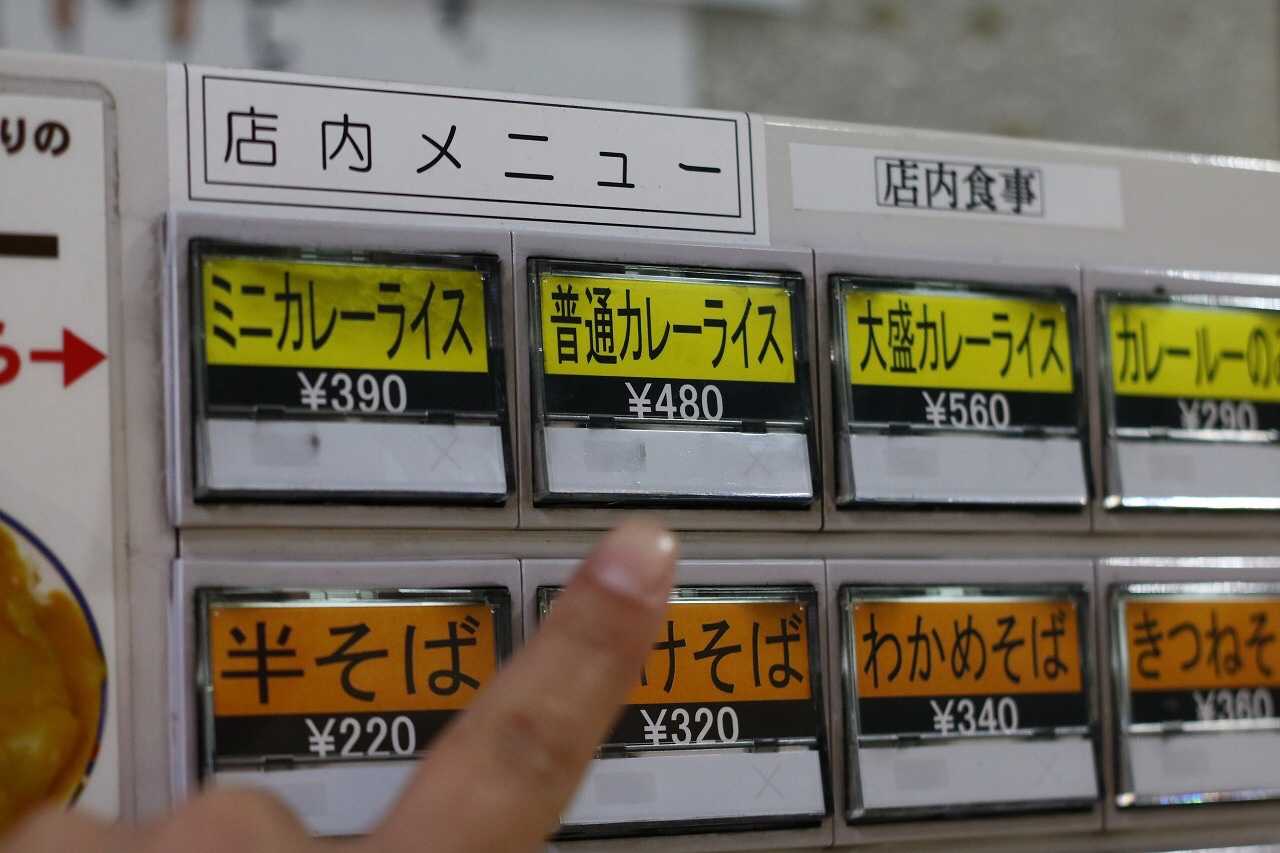 りの
店内メニュー
店内食事
ミニカレーライス
¥390
普通カレーライス
¥480
大盛カレーライス
¥560
カレールーの
¥290
ら
半そば
¥220
けそば
¥320
わかめそば
¥340
きつねそ
¥360